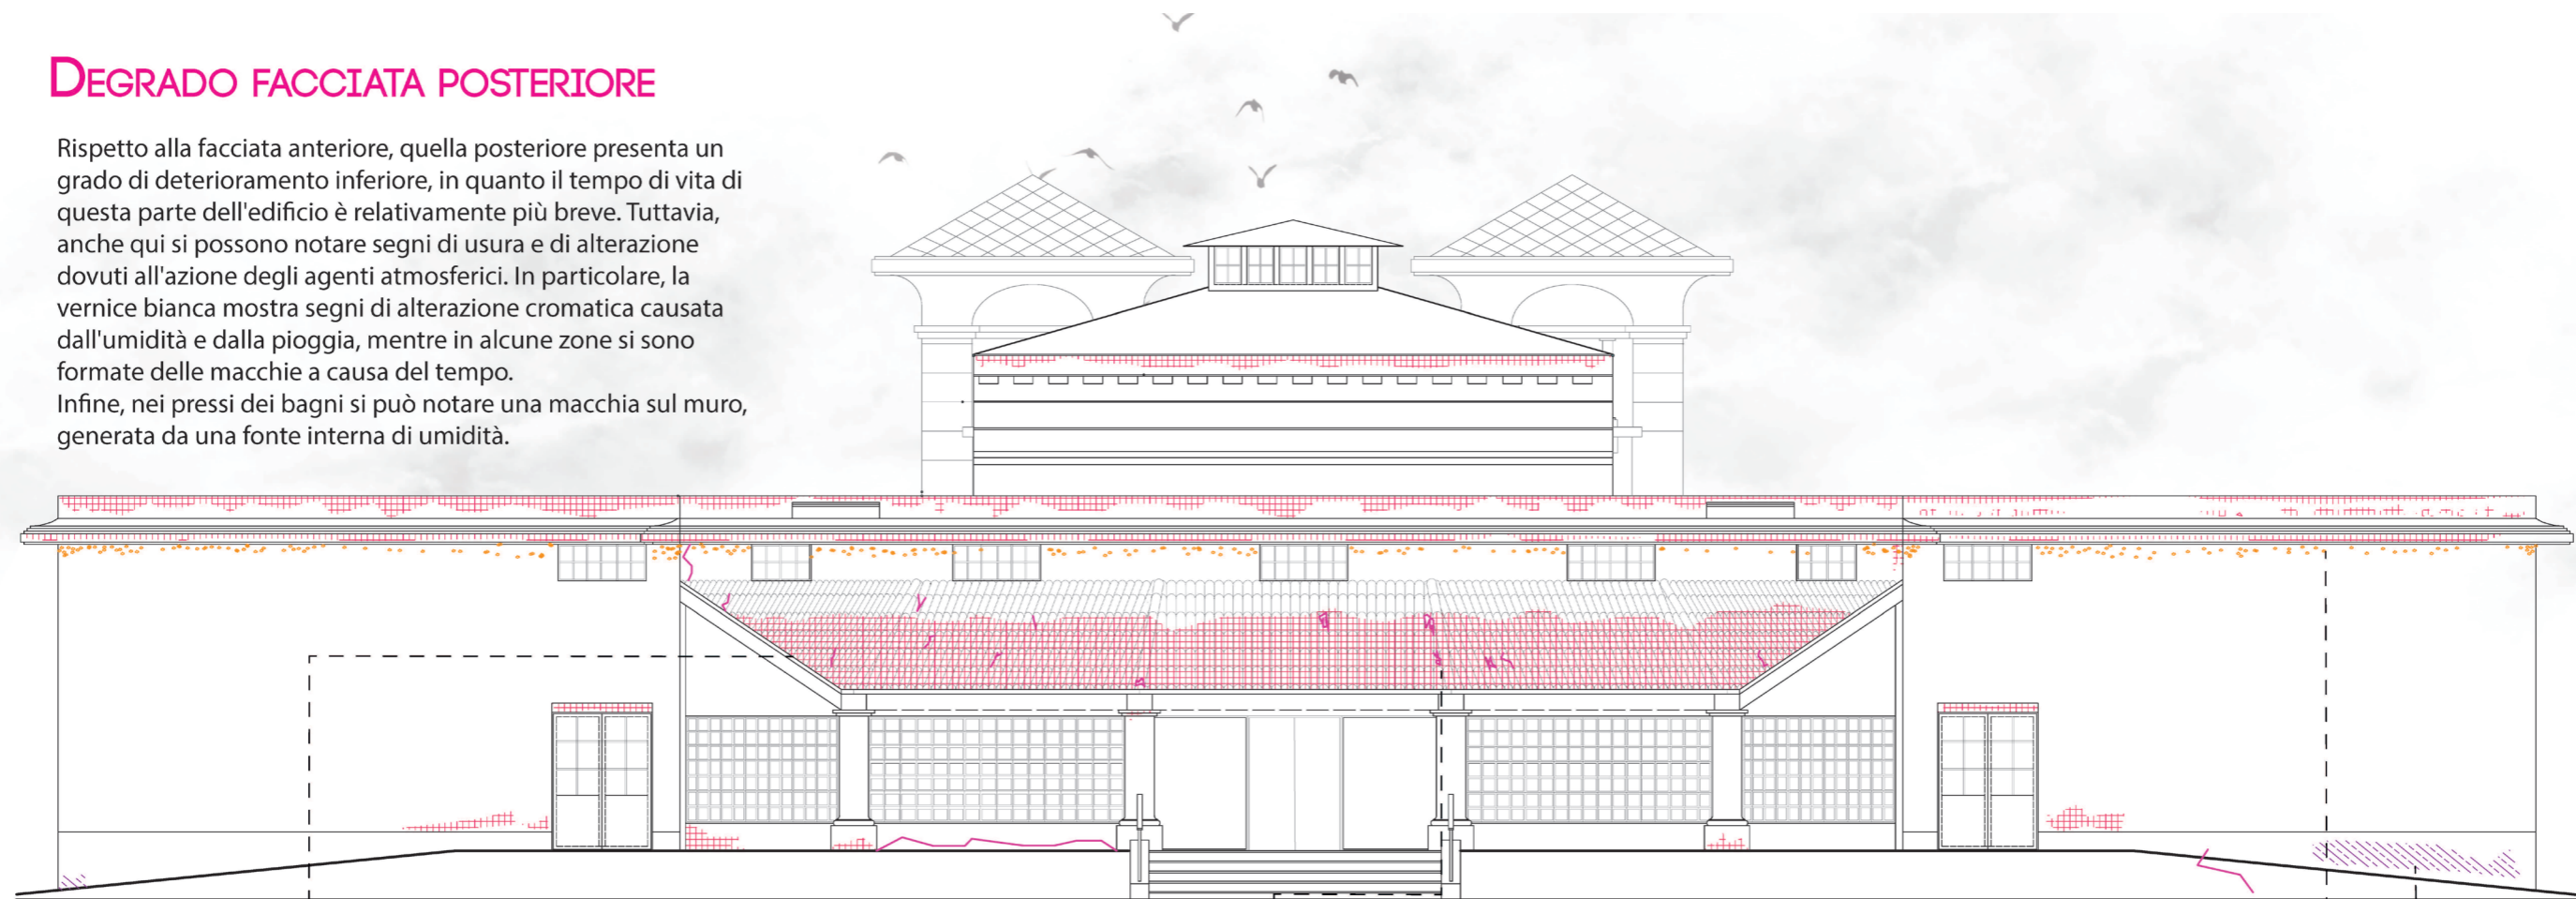 DEGRADO FACCIATA POSTERIORE
Rispetto alla facciata anteriore, quella posteriore presenta un
grado di deterioramento inferiore, in quanto il tempo di vita di
questa parte dell'edificio è relativamente più breve. Tuttavia,
anche qui si possono notare segni di usura e di alterazione
dovuti all'azione degli agenti atmosferici. In particolare, la
vernice bianca mostra segni di alterazione cromatica causata
dall'umidità e dalla pioggia, mentre in alcune zone si sono
formate delle macchie a causa del tempo.
Infine, nei pressi dei bagni si può notare una macchia sul muro,
generata da una fonte interna di umidità.